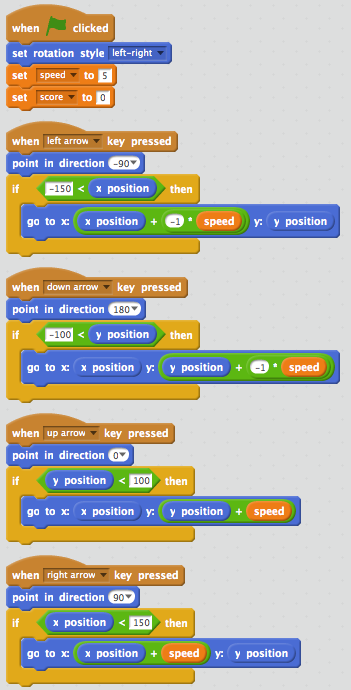 when clicked
set rotation style left-right
set speed to 5
set score to 0
when left arrow key pressed
point in direction -90
if -150 < x position then
go to x: x position + -1 * speed y: y position
when down arrow key pressed
point in direction 180
if -100 < y position then
go to x: x position y: y position + -1 * speed
when up arrow key pressed
point in direction 0
if y position < 100 then
go to x: x position y: y position + speed
when right arrow key pressed
point in direction 90
if x position < 150 then
go to x: x position + speed y: y position